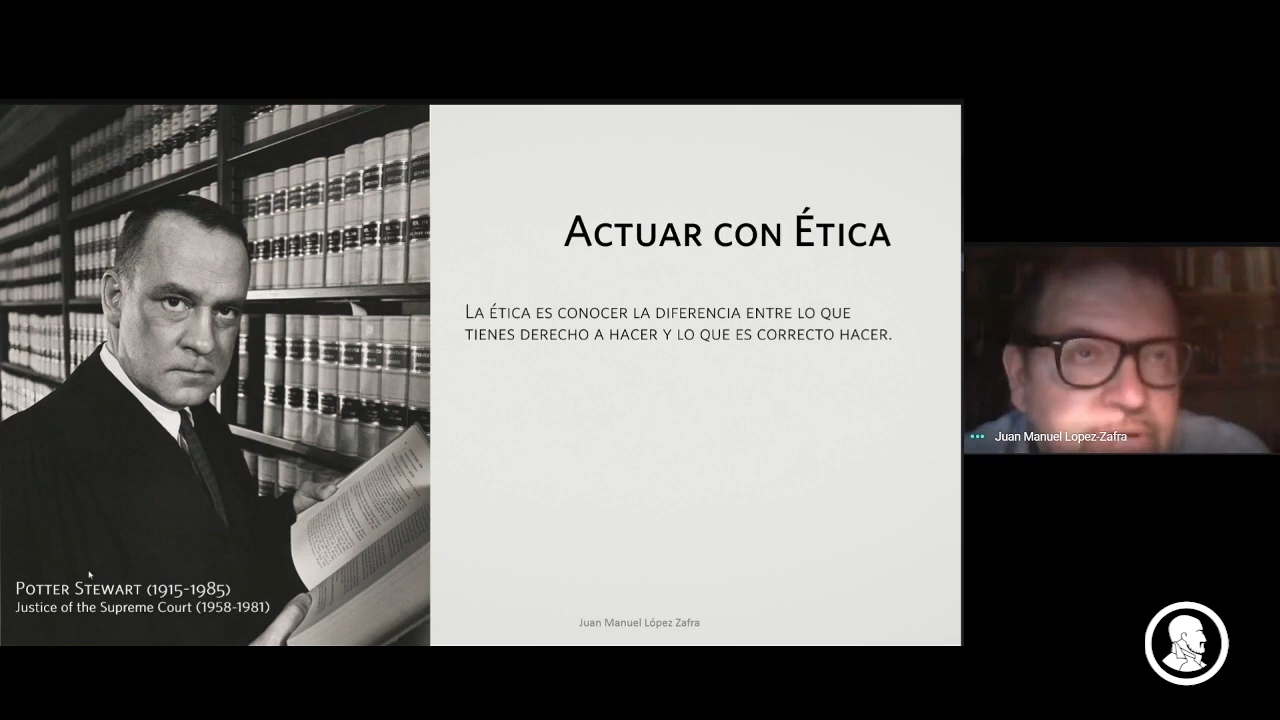 Actuar con Ética
La ética es conocer la diferencia entre lo que
tienes derecho a hacer y lo que es correcto hacer.
Potter Stewart (1915-1985)
Justice of the Supreme Court (1958-1981)
Juan Manuel López Zafra
Juan Manuel Lopez-Zafra